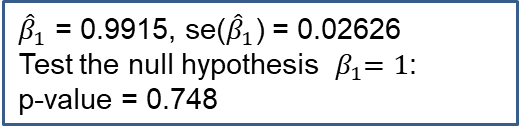 β̂₁ = 0.9915, se(β̂₁) = 0.02626
Test the null hypothesis β₁= 1:
p-value = 0.748